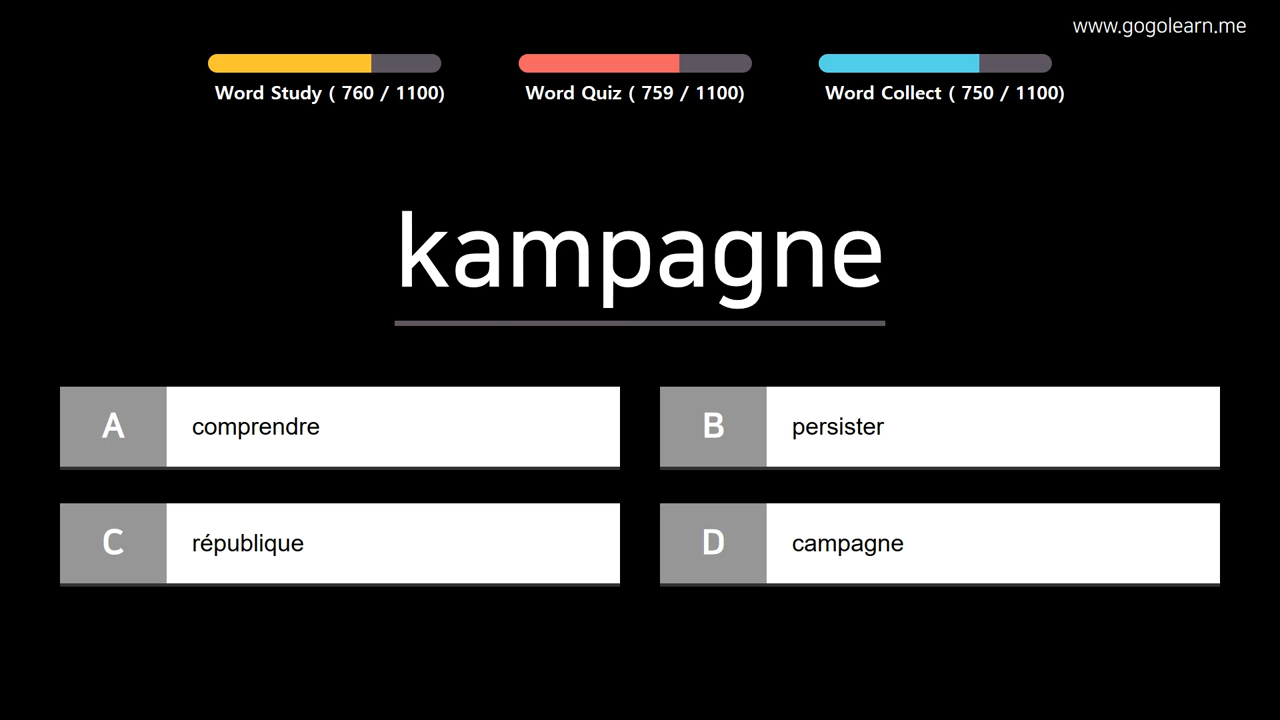 www.gogolearn.me
Word Study ( 760 / 1100)
Word Quiz ( 759 / 1100)
Word Collect ( 750 / 1100)
kampagne
A comprendre
B persister
C république
D campagne